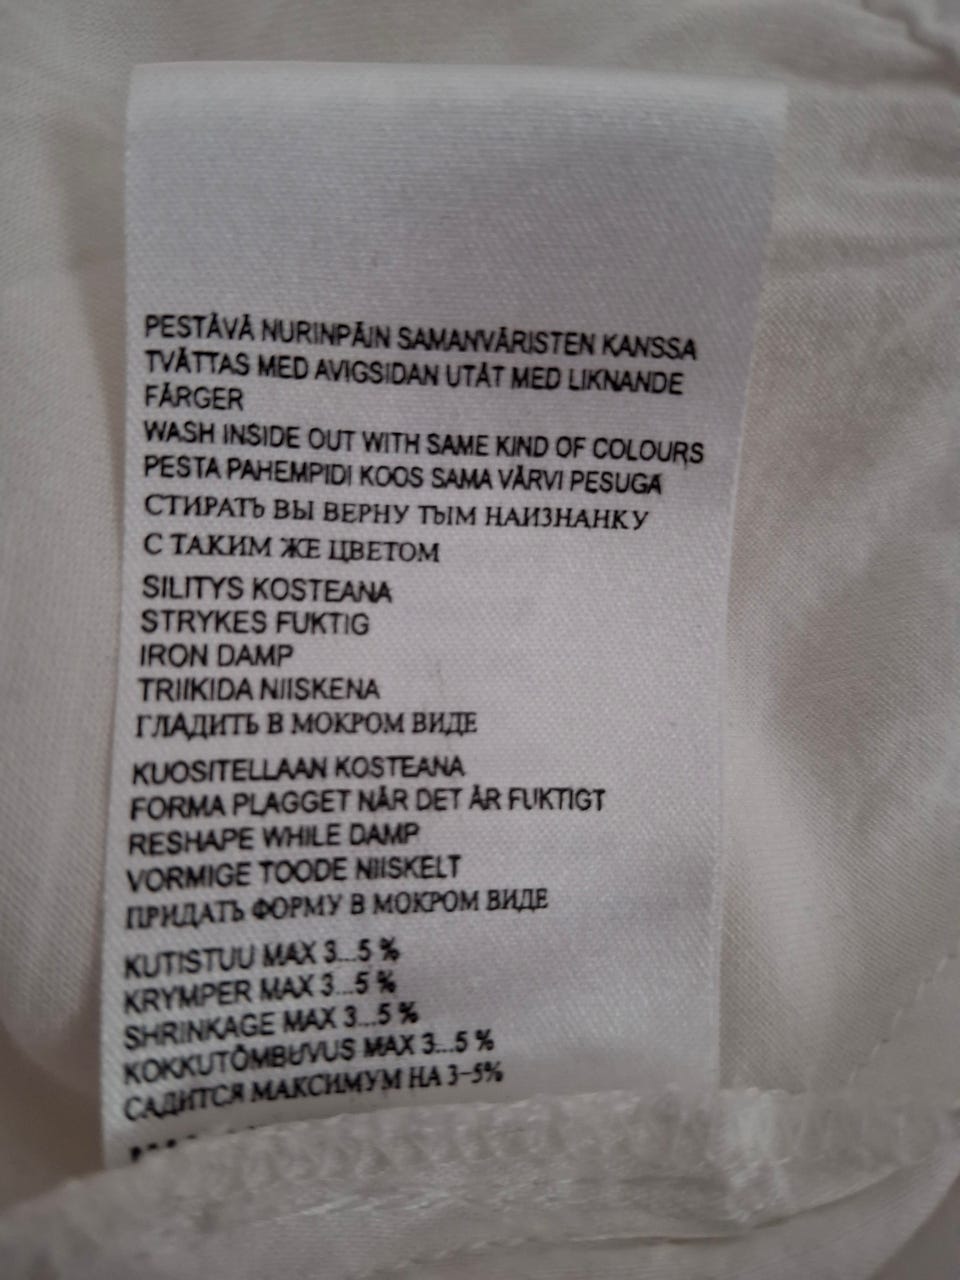 PESTÄVÄ NURINPÄIN SAMANVÄRISTEN KANSSA
TVÄTTAS MED AVIGSIDAN UTÅT MED LIKNANDE
FÄRGER
WASH INSIDE OUT WITH SAME KIND OF COLOURS
PESTA PAHEMPIDI KOOS SAMA VÄRVI PESUGA
СТИРАТЬ ВЫ ВЕРНУ ТЫМ НАИЗНАНКУ
С ТАКИМ ЖЕ ЦВЕТОМ
SILITYS KOSTEANA
STRYKES FUKTIG
IRON DAMP
TRIIKIDA NIISKENA
ГЛАДИТЬ В МОКРОМ ВИДЕ
KUOSITELLAAN KOSTEANA
FORMA PLAGGET NÄR DET ÄR FUKTIGT
RESHAPE WHILE DAMP
VORMIGE TOODE NIISKELT
ПРИДАТЬ ФОРМУ В МОКРОМ ВИДЕ
KUTISTUU MAX 3...5 %
KRYMPER MAX 3...5 %
SHRINKAGE MAX 3...5 %
KOKKUTÕMBUVUS MAX 3...5 %
САДИТСЯ МАКСИМУМ НА 3-5%